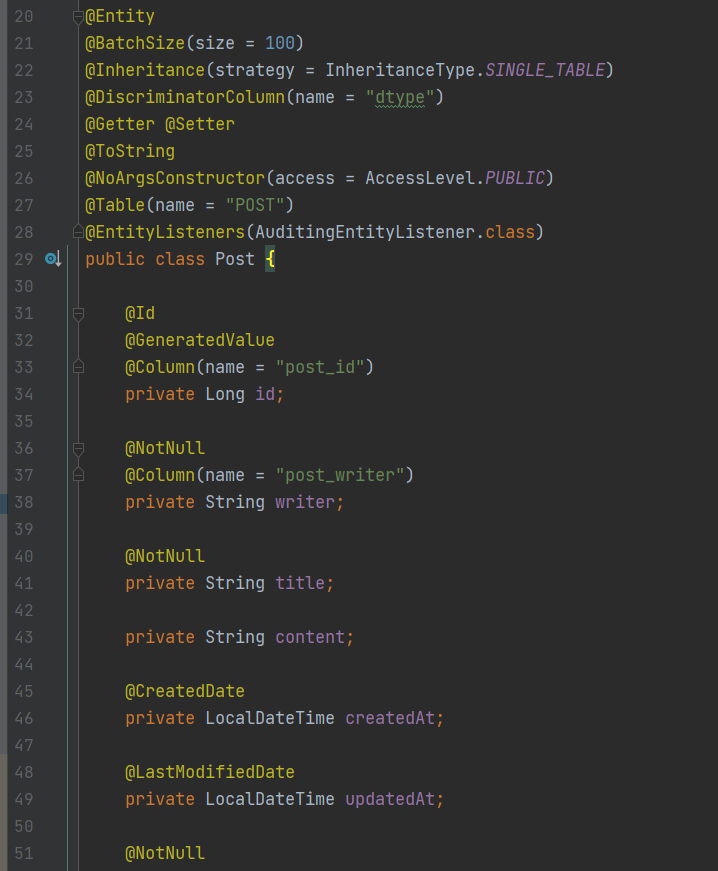 20 @Entity
21 @BatchSize(size = 100)
22 @Inheritance(strategy = InheritanceType.SINGLE_TABLE)
23 @DiscriminatorColumn(name = "dtype")
24 @Getter @Setter
25 @ToString
26 @NoArgsConstructor(access = AccessLevel.PUBLIC)
27 @Table(name = "POST")
28 @EntityListeners(AuditingEntityListener.class)
29 public class Post {
30
31     @Id
32     @GeneratedValue
33     @Column(name = "post_id")
34     private Long id;
35
36     @NotNull
37     @Column(name = "post_writer")
38     private String writer;
39
40     @NotNull
41     private String title;
42
43     private String content;
44
45     @CreatedDate
46     private LocalDateTime createdAt;
47
48     @LastModifiedDate
49     private LocalDateTime updatedAt;
50
51     @NotNull